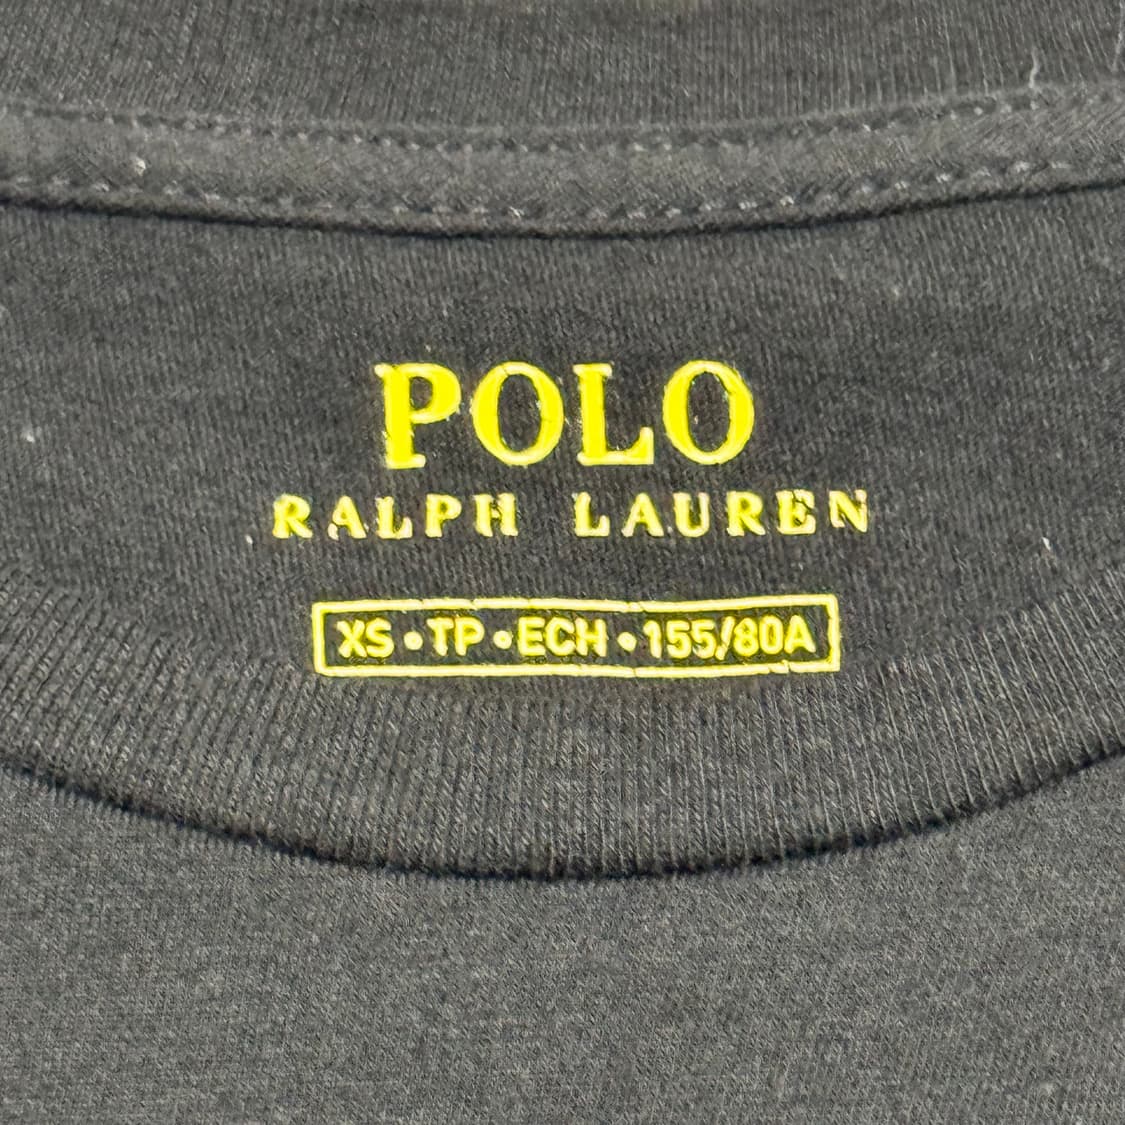 POLO
RALPH LAUREN
XS • TP • ECH • 155/80A